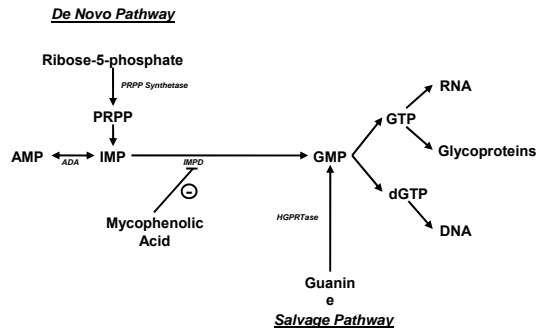 De Novo Pathway
Ribose-5-phosphate
PRPP Synthetase
PRPP
AMP
ADA
IMP
IMPD
GMP
GTP
RNA
Glycoproteins
dGTP
DNA
-
Mycophenolic
Acid
HGPRTase
Guanin
e
Salvage Pathway